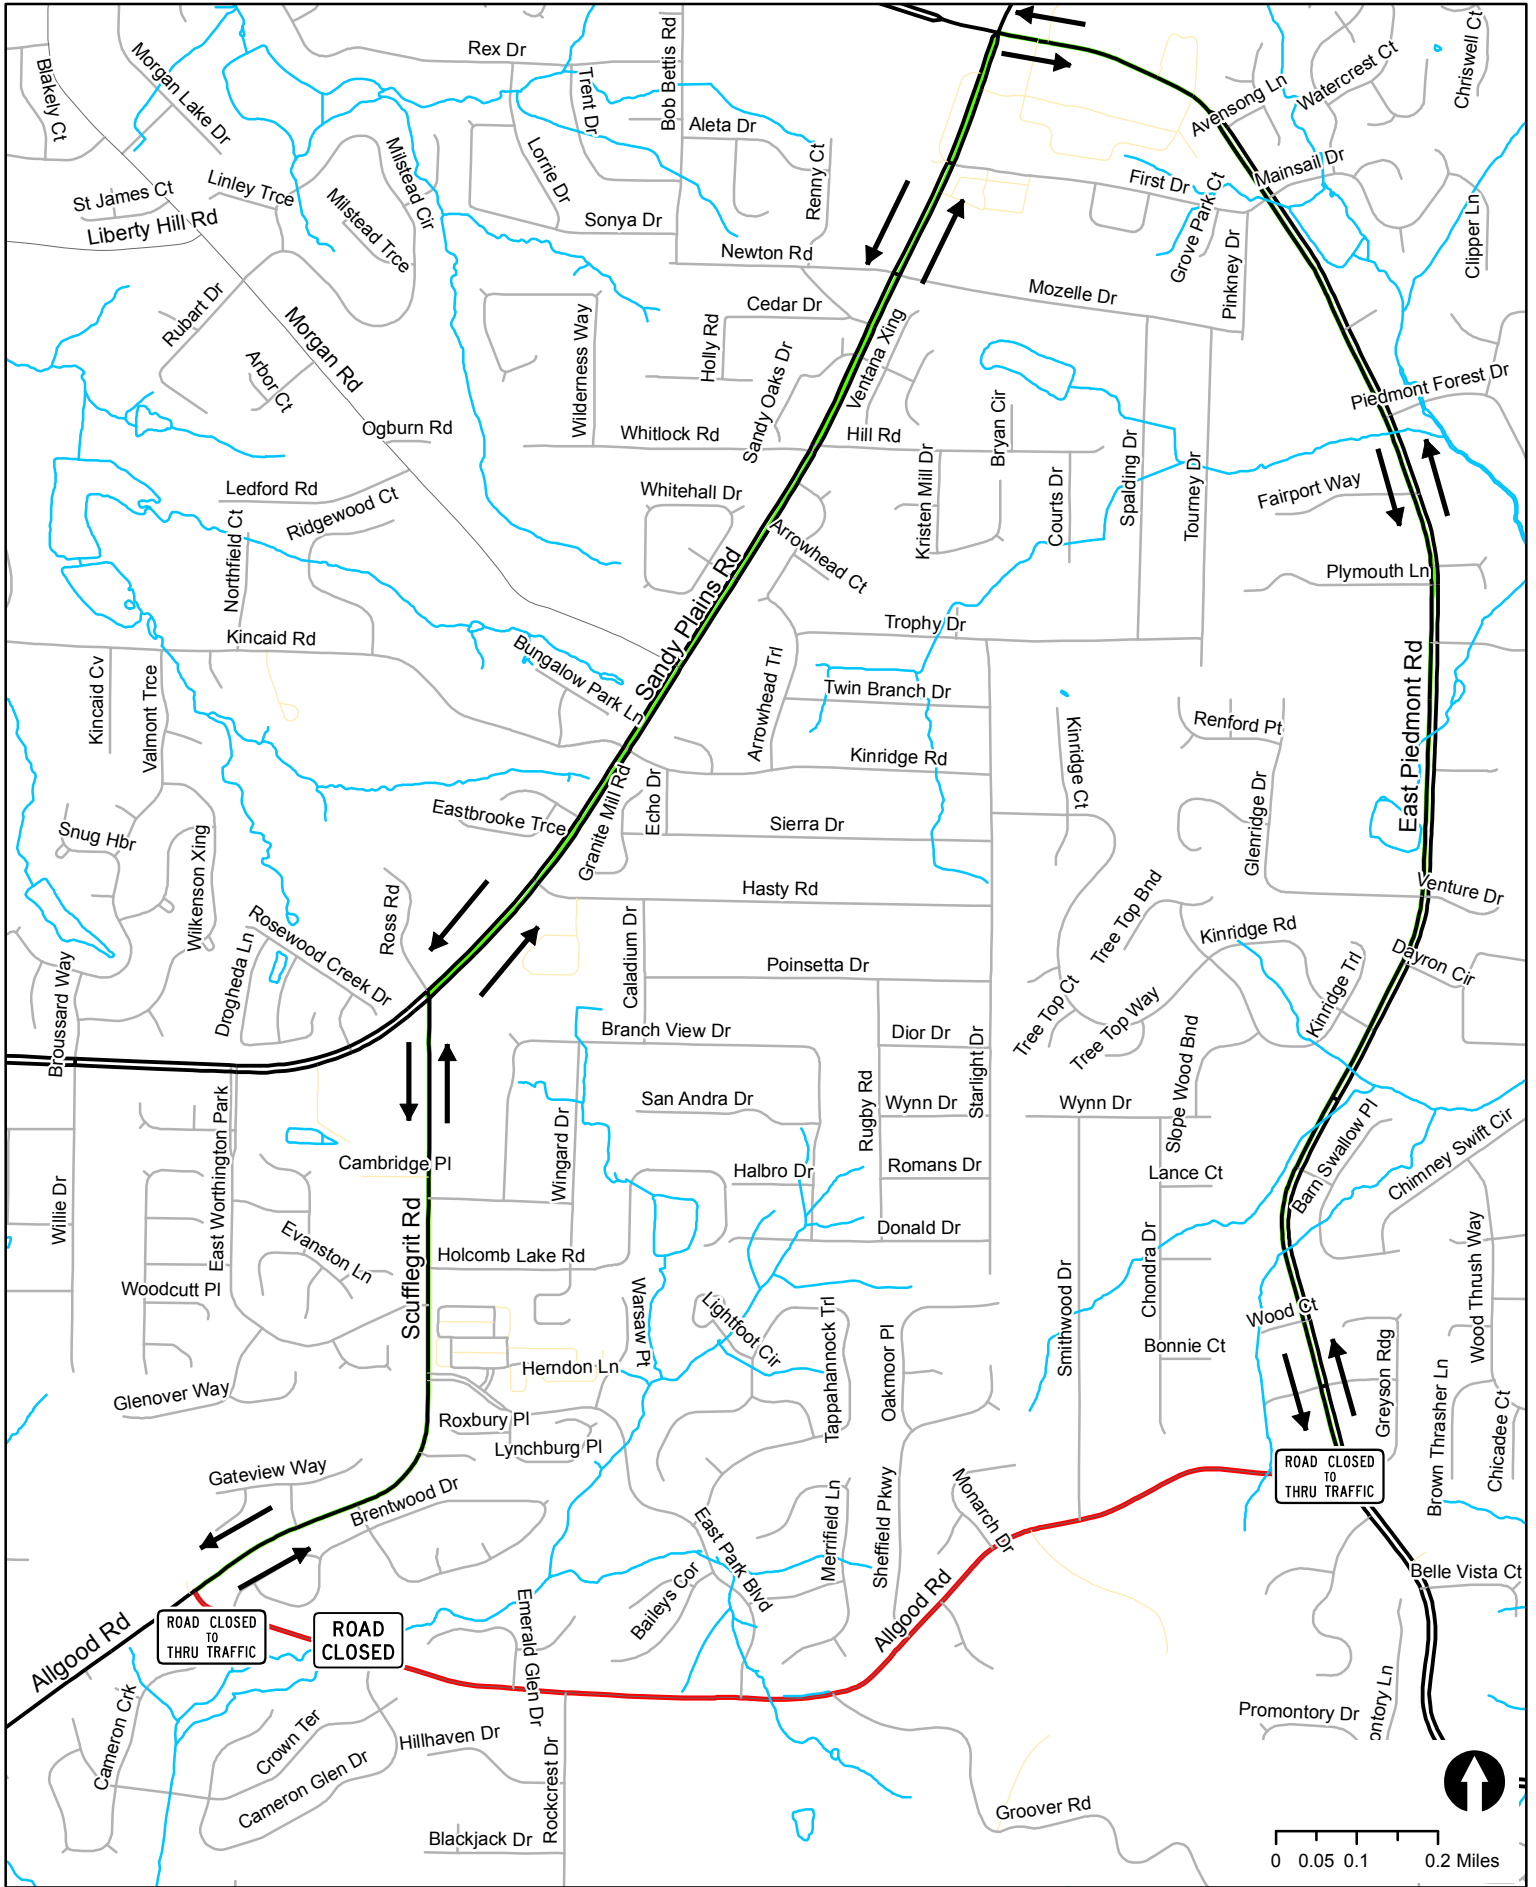 Rex Dr
Blakely Ct
Morgan Lake Dr
Trent Dr
Bob Bettis Rd
Aleta Dr
Renny Ct
Lorrie Dr
Sonya Dr
Newton Rd
St James Ct
Liberty Hill Rd
Linley Trce
Milstead Cir
Milstead Trce
Avensong Ln
Watercrest Ct
Chriswell Ct
First Dr
Mainsail Dr
Grove Park Ct
Pinkney Dr
Clipper Ln
Mozelle Dr
Cedar Dr
Holly Rd
Rubart Dr
Morgan Rd
Arbor Ct
Wilderness Way
Sandy Oaks Dr
Ventana Xing
Piedmont Forest Dr
Ogburn Rd
Whitlock Rd
Hill Rd
Bryan Cir
Kristen Mill Dr
Courts Dr
Spalding Dr
Tourney Dr
Fairport Way
Ledford Rd
Ridgewood Ct
Northfield Ct
Whitehall Dr
Arrowhead Ct
Sandy Plains Rd
Plymouth Ln
Kincaid Rd
Trophy Dr
Bungalow Park Ln
Arrowhead Trl
Twin Branch Dr
East Piedmont Rd
Kincaid Cv
Valmont Trce
Kinridge Rd
Kinridge Ct
Renford Pt
Glenridge Dr
Eastbrooke Trce
Granite Mill Rd
Echo Dr
Sierra Dr
Snug Hbr
Wilkenson Xing
Hasty Rd
Venture Dr
Ross Rd
Rosewood Creek Dr
Drogheda Ln
Caladium Dr
Poinsetta Dr
Tree Top Bnd
Kinridge Rd
Dayron Cir
Broussard Way
Branch View Dr
Dior Dr
Starlight Dr
Tree Top Ct
Tree Top Way
Kinridge Trl
Slope Wood Bnd
San Andra Dr
Rugby Rd
Wynn Dr
Wynn Dr
Barn Swallow Pl
Chimney Swift Cir
East Worthington Park
Cambridge Pl
Wingard Dr
Halbro Dr
Romans Dr
Lance Ct
Willie Dr
Scufflegrit Rd
Evanston Ln
Holcomb Lake Rd
Donald Dr
Chondra Dr
Smithwood Dr
Wood Thrush Way
Woodcutt Pl
Warsaw Pt
Lightfoot Cir
Tappahannock Trl
Oakmoor Pl
Wood Ct
Bonnie Ct
Greyson Rdg
Herndon Ln
Glenover Way
Roxbury Pl
Lynchburg Pl
Brown Thrasher Ln
Chicadee Ct
Gateview Way
Brentwood Dr
ROAD CLOSED
TO
THRU TRAFFIC
Merrifield Ln
Sheffield Pkwy
Monarch Dr
East Park Blvd
Baileys Cor
Belle Vista Ct
Emerald Glen Dr
Allgood Rd
Allgood Rd
ROAD CLOSED
TO
THRU TRAFFIC
ROAD
CLOSED
Cameron Crk
Crown Ter
Cameron Glen Dr
Hillhaven Dr
Rockcrest Dr
Blackjack Dr
Groover Rd
Promontory Dr
ontory Ln
0 0.05 0.1 0.2 Miles